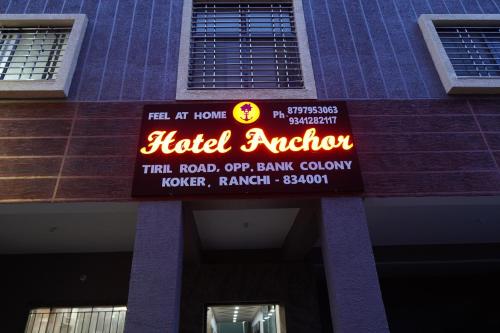 FEEL AT HOME Ph 8797953063
9341282117
Hotel Anchor
TIRIL ROAD, OPP. BANK COLONY
KOKER, RANCHI - 834001